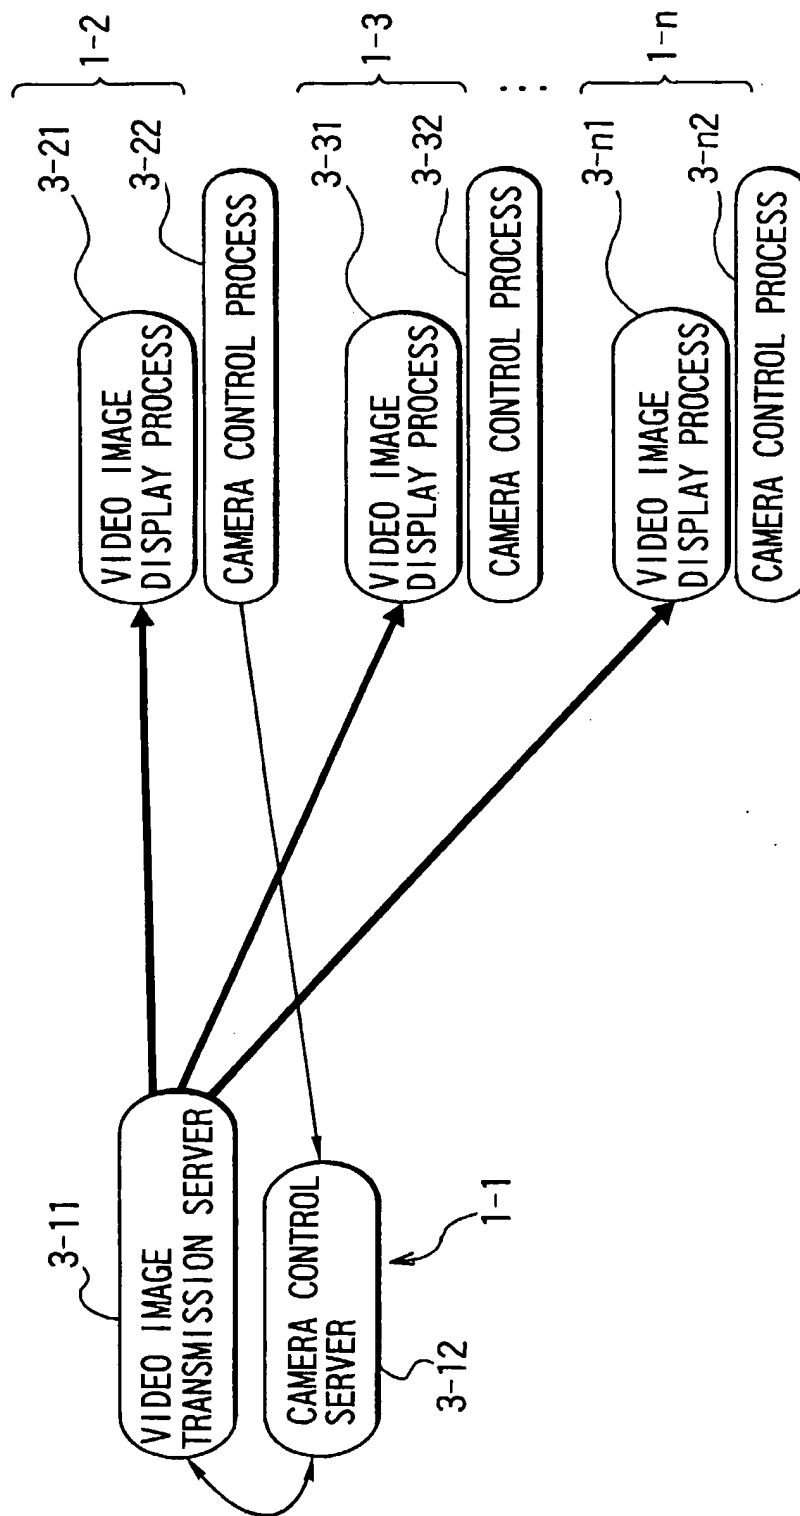 3-11
VIDEO IMAGE
TRANSMISSION SERVER
CAMERA CONTROL
SERVER
3-12
1-1
3-21
1-2
VIDEO IMAGE
DISPLAY PROCESS
3-22
CAMERA CONTROL PROCESS
3-31
1-3
VIDEO IMAGE
DISPLAY PROCESS
3-32
CAMERA CONTROL PROCESS
3-n1
1-n
VIDEO IMAGE
DISPLAY PROCESS
3-n2
CAMERA CONTROL PROCESS